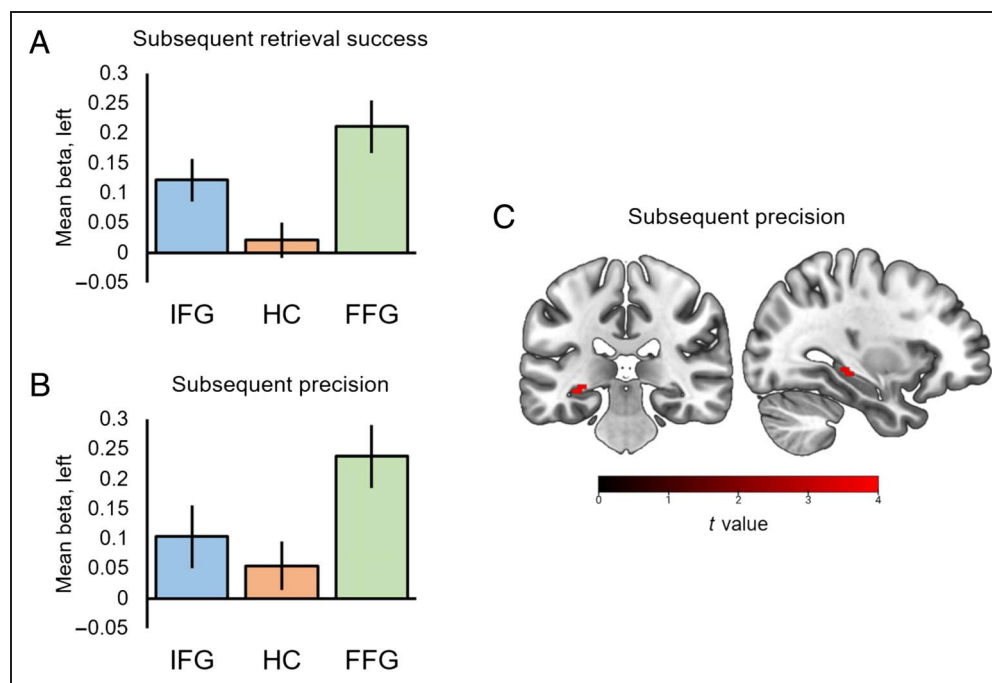 A
Subsequent retrieval success
Mean beta, left
0.3
0.25
0.2
0.15
0.1
0.05
0
−0.05
IFG HC FFG
B
Subsequent precision
Mean beta, left
0.3
0.25
0.2
0.15
0.1
0.05
0
−0.05
IFG HC FFG
C
Subsequent precision
0 1 2 3 4
t value